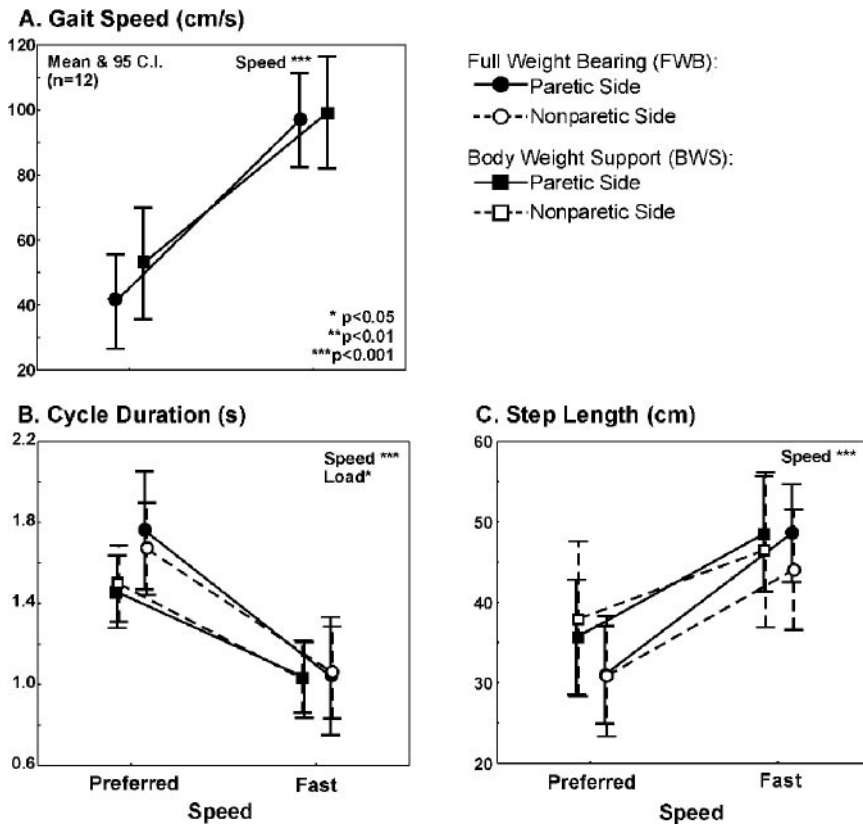 A. Gait Speed (cm/s)
120
100
80
60
40
20
Mean & 95 C.I.
(n=12)
Speed ***
* p<0.05
**p<0.01
***p<0.001
Full Weight Bearing (FWB):
Paretic Side
Nonparetic Side
Body Weight Support (BWS):
Paretic Side
Nonparetic Side
B. Cycle Duration (s)
2.2
1.8
1.4
1.0
0.6
Speed ***
Load*
Preferred
Fast
Speed
C. Step Length (cm)
60
50
40
30
20
Speed ***
Preferred
Fast
Speed